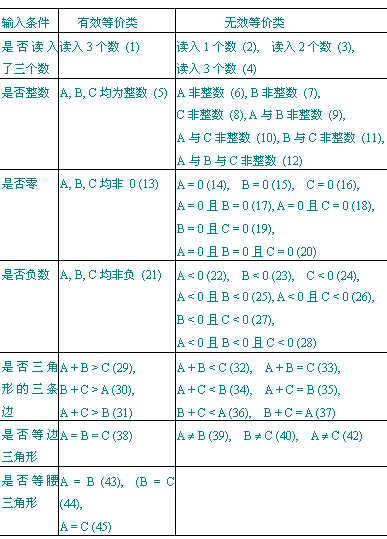 输入条件 有效等价类 无效等价类
是否读入了三个数 读入 3 个数 (1) 读入 1 个数 (2), 读入 2 个数 (3),
读入 3 个数 (4)
是否整数 A, B, C 均为整数 (5) A 非整数 (6), B 非整数 (7),
C 非整数 (8), A 与 B 非整数 (9),
A 与 C 非整数 (10), B 与 C 非整数 (11),
A 与 B 与 C 非整数 (12)
是否零 A, B, C 均非 0 (13) A = 0 (14), B = 0 (15), C = 0 (16),
A = 0 且 B = 0 (17), A = 0 且 C = 0 (18),
B = 0 且 C = 0 (19),
A = 0 且 B = 0 且 C = 0 (20)
是否负数 A, B, C 均非负 (21) A < 0 (22), B < 0 (23), C < 0 (24),
A < 0 且 B < 0 (25), A < 0 且 C < 0 (26),
B < 0 且 C < 0 (27),
A < 0 且 B < 0 且 C < 0 (28)
是否三角 A + B > C (29), A + B < C (32), A + B = C (33),
形的三条 B + C > A (30), A + C < B (34), A + C = B (35),
边 A + C > B (31) B + C < A (36), B + C = A (37)
是否等边 A = B = C (38) A ≠ B (39), B ≠ C (40), A ≠ C (42)
三角形
是否等腰 A = B (43), (B = C
三角形 (44),
A = C (45)